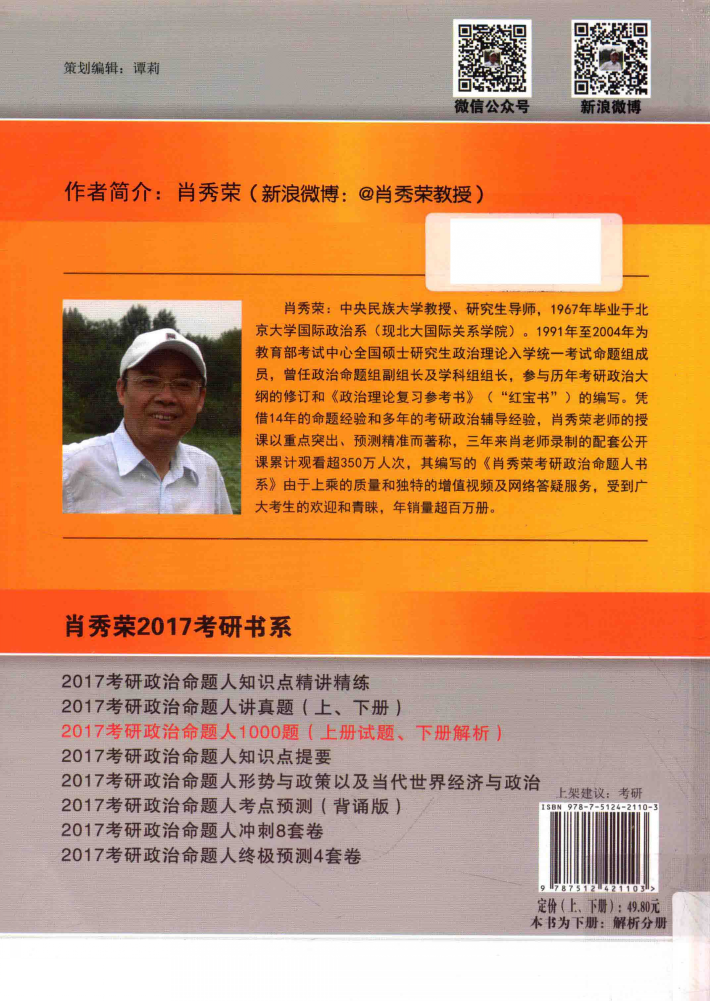 策划编辑：谭莉
微信公众号
新浪微博
作者简介：肖秀荣（新浪微博：@肖秀荣教授）
肖秀荣：中央民族大学教授、研究生导师，1967年毕业于北
京大学国际政治系（现北大国际关系学院）。1991年至2004年为
教育部考试中心全国硕士研究生政治理论入学统一考试命题组成
员，曾任政治命题组副组长及学科组组长，参与历年考研政治大
纲的修订和《政治理论复习参考书》（“红宝书”）的编写。凭
借14年的命题经验和多年的考研政治辅导经验，肖秀荣老师的授
课以重点突出、预测精准而著称，三年来肖老师录制的配套公开
课累计观看超350万人次，其编写的《肖秀荣考研政治命题人书
系》由于上乘的质量和独特的增值视频及网络答疑服务，受到广
大考生的欢迎和青睐，年销量超百万册。
肖秀荣2017考研书系
2017考研政治命题人知识点精讲精练
2017考研政治命题人讲真题（上、下册）
2017考研政治命题人1000题（上册试题、下册解析）
2017考研政治命题人知识点提要
2017考研政治命题人形势与政策以及当代世界经济与政治
2017考研政治命题人考点预测（背诵版）
2017考研政治命题人冲刺8套卷
2017考研政治命题人终极预测4套卷
上架建议：考研
ISBN 978-7-5124-2110-3
9 787512 421103 >
定价（上、下册）：49.80元
本书为下册：解析分册